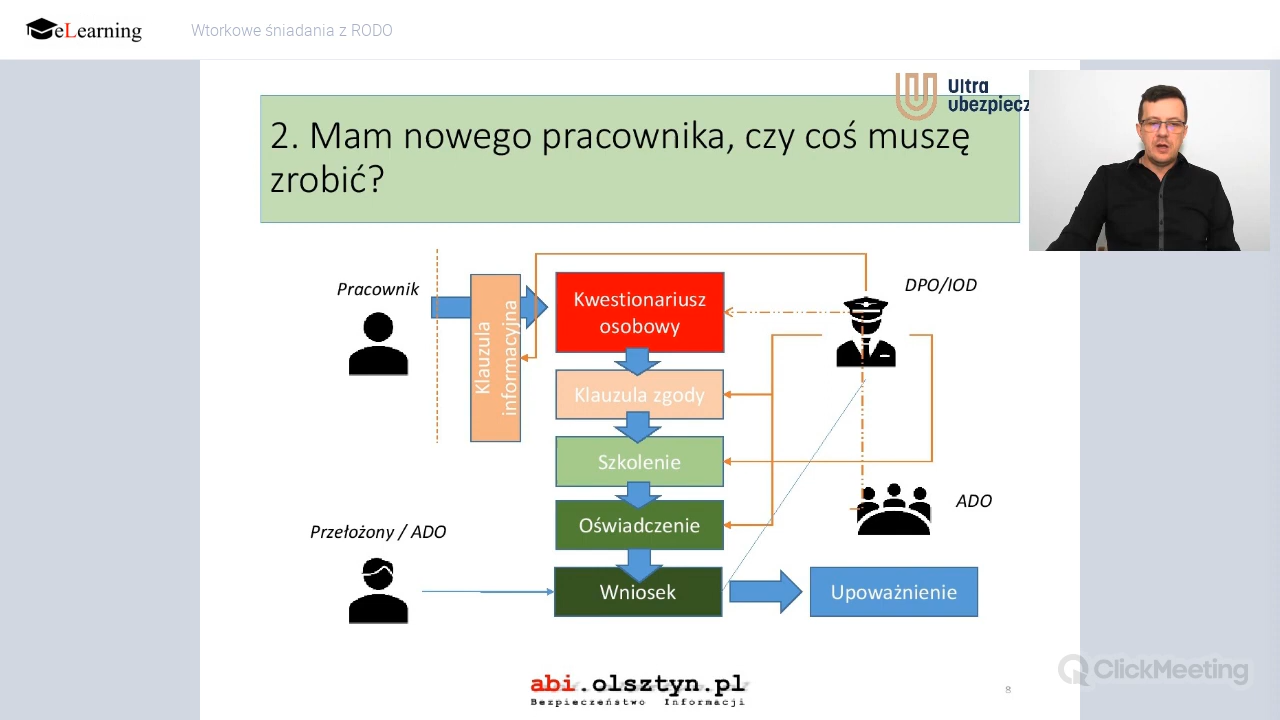 eLearning
Wtorkowe śniadania z RODO
Ultra
ubezpiecz
2. Mam nowego pracownika, czy coś muszę
zrobić?
Pracownik
Klauzula
informacyjna
Kwestionariusz
osobowy
DPO/IOD
Klauzula zgody
Szkolenie
Oświadczenie
ADO
Przełożony / ADO
Wniosek
Upoważnienie
abi.olsztyn.pl
Bezpieczeństwo Informacji
8
ClickMeeting